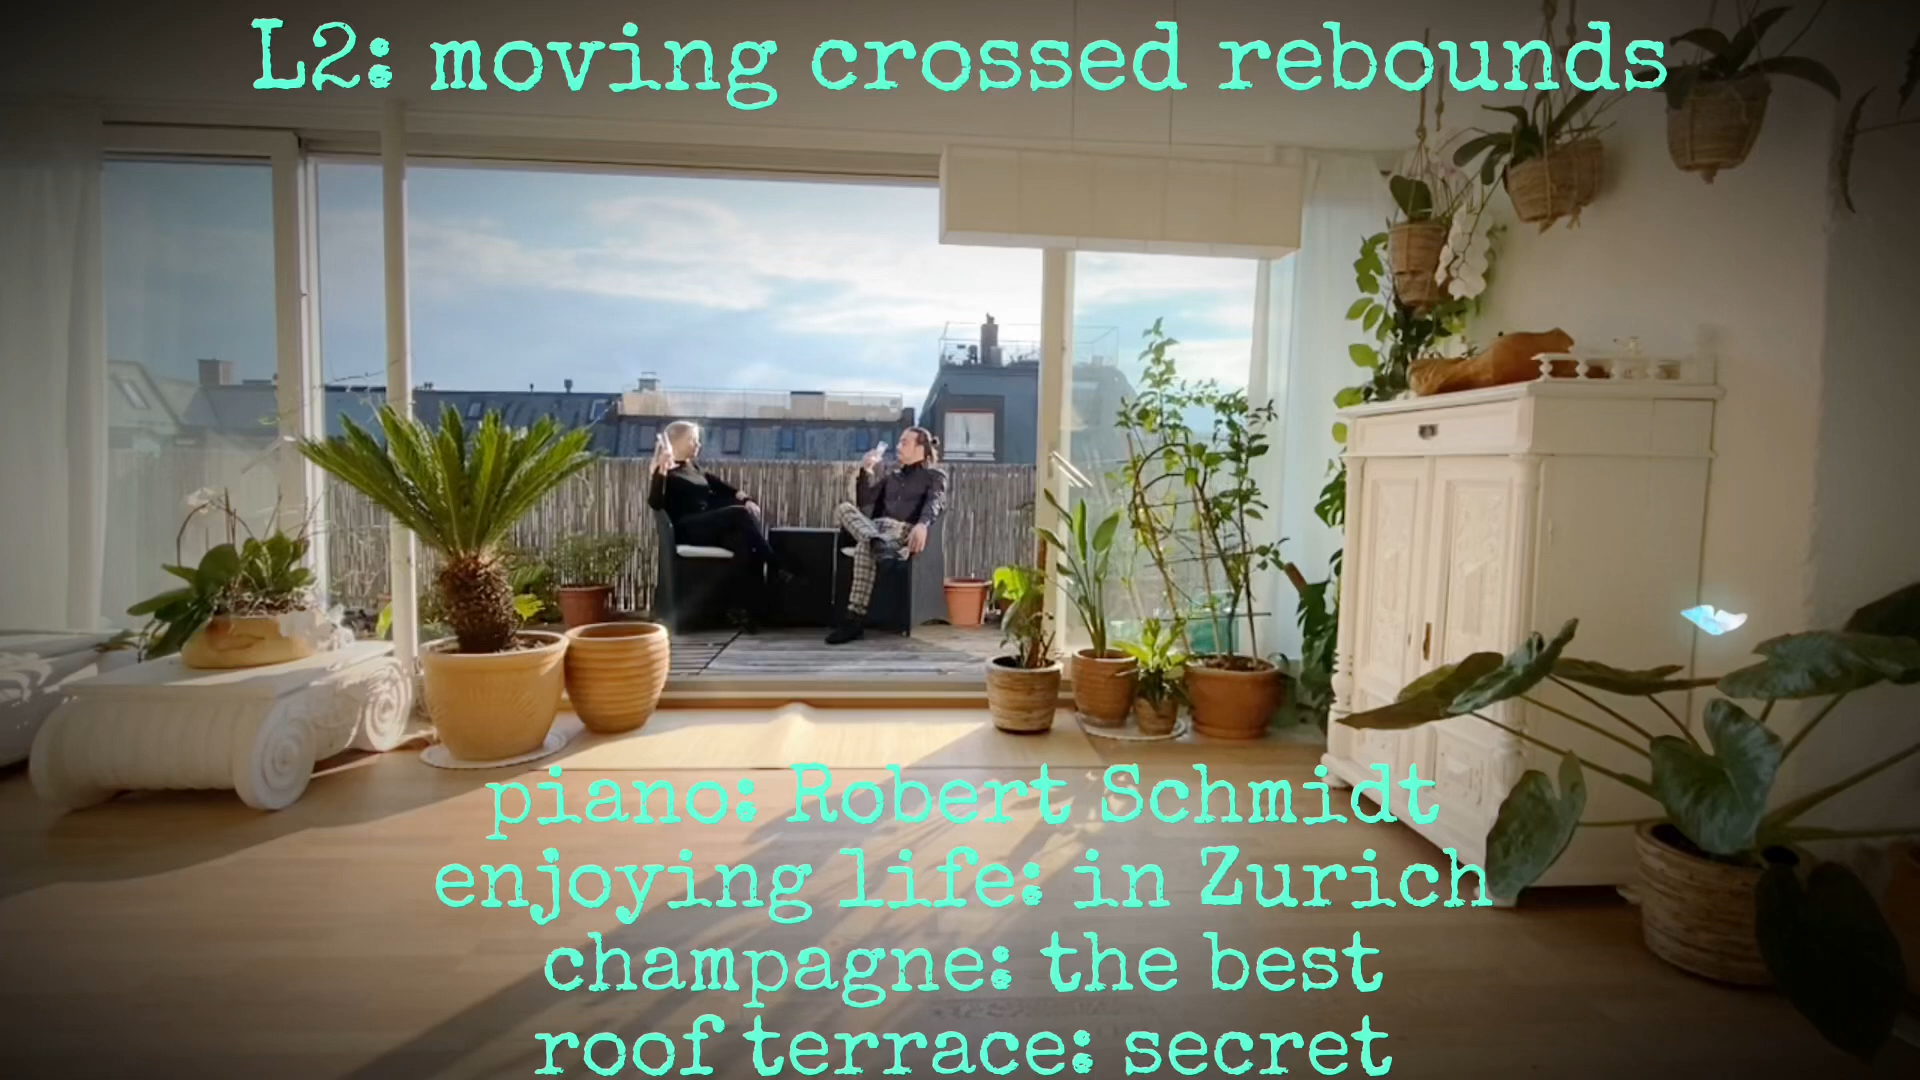 L2: moving crossed rebounds
piano: Robert Schmidt
enjoying life: in Zurich
champagne: the best
roof terrace: secret